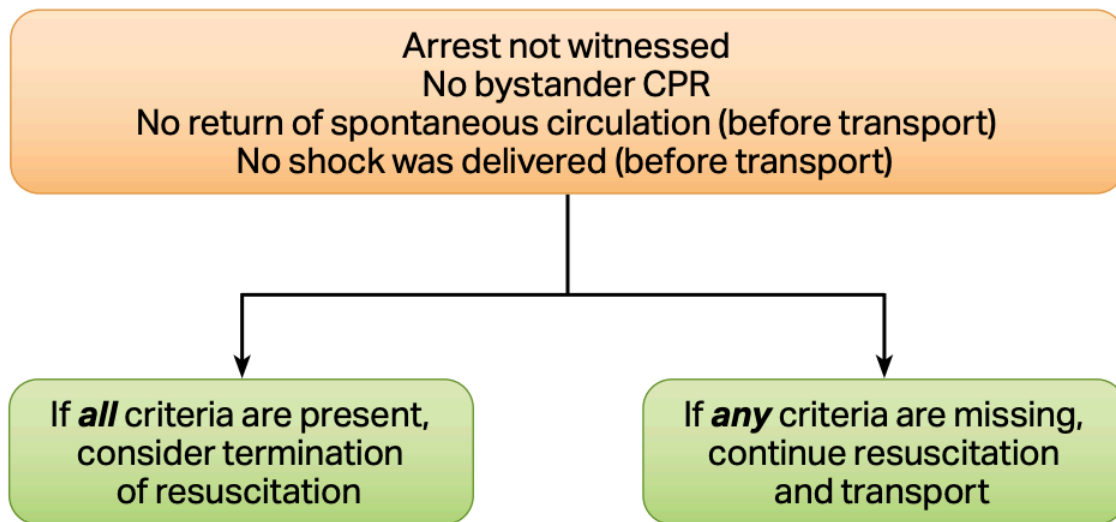 Arrest not witnessed
No bystander CPR
No return of spontaneous circulation (before transport)
No shock was delivered (before transport)
If all criteria are present,
consider termination
of resuscitation
If any criteria are missing,
continue resuscitation
and transport